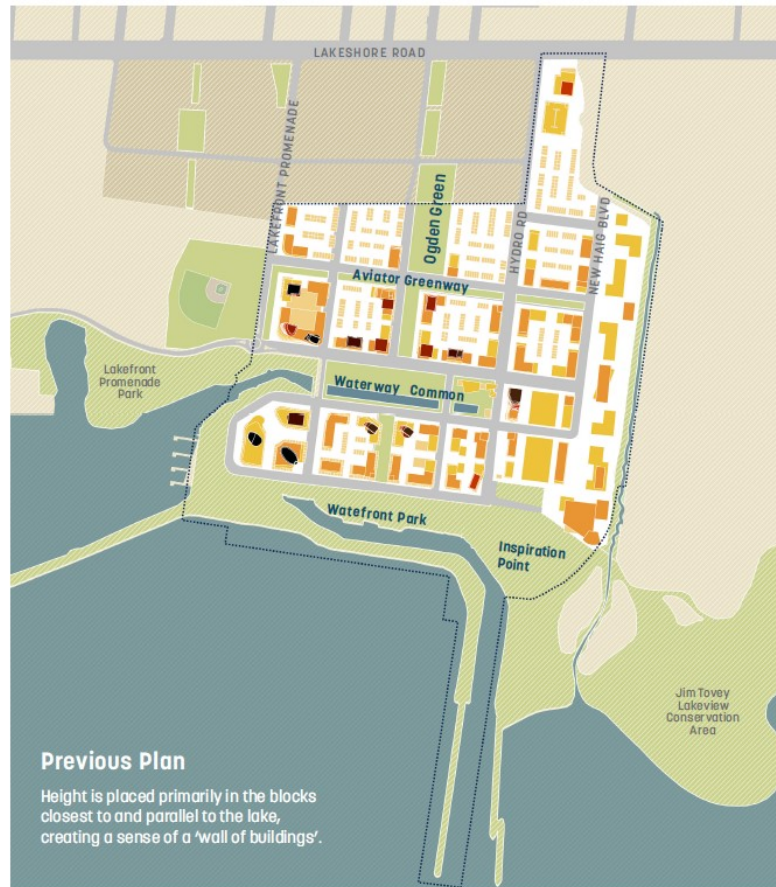 LAKESHORE ROAD
LAKEFRONT PROMENADE
Ogden Green
HYDRO RD
NEW HAIG BLVD
Aviator Greenway
Lakefront
Promenade
Park
Waterway Common
Watefront Park
Inspiration
Point
Jim Tovey
Lakeview
Conservation
Area
Previous Plan
Height is placed primarily in the blocks
closest to and parallel to the lake,
creating a sense of a ‘wall of buildings’.